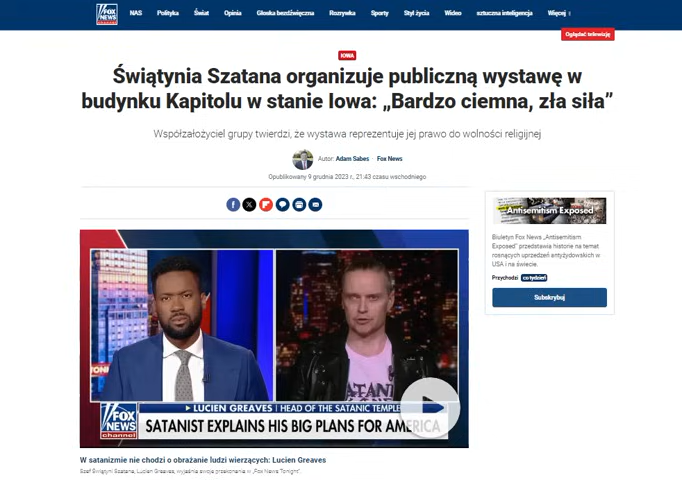 FOX
NEWS
channel
NAS Polityka Świat Opinia Głoska bezdźwięczna Rozrywka Sporty Styl życia Wideo sztuczna inteligencja Więcej
Oglądać telewizję
IOWA
Świątynia Szatana organizuje publiczną wystawę w
budynku Kapitolu w stanie Iowa: „Bardzo ciemna, zła siła”
Współzałożyciel grupy twierdzi, że wystawa reprezentuje jej prawo do wolności religijnej
Autor: Adam Sabes · Fox News
Opublikowany 9 grudnia 2023 r., 21:43 czasu wschodniego
Antisemitism Exposed
Biuletyn Fox News „Antisemitism
Exposed” przedstawia historie na temat
rosnących uprzedzeń antyżydowskich w
USA i na świecie.
Przychodzi co tydzień
Subskrybuj
SATAN
FOX
NEWS
channel
LUCIEN GREAVES | HEAD OF THE SATANIC TEMPLE
SATANIST EXPLAINS HIS BIG PLANS FOR AMERICA
W satanizmie nie chodzi o obrażanie ludzi wierzących: Lucien Greaves
Szef Świątyni Szatana, Lucien Greaves, wyjaśnia swoje przekonania w „Fox News Tonight”.